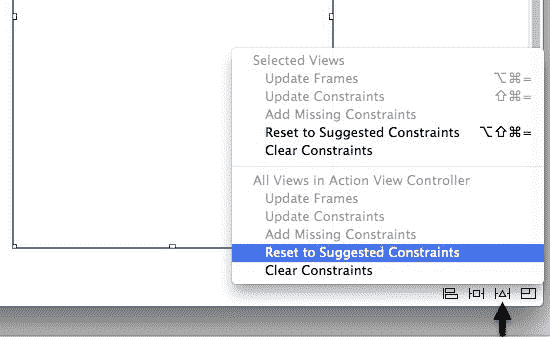 Selected Views
Update Frames ⌥⌘=
Update Constraints ⇧⌘=
Add Missing Constraints
Reset to Suggested Constraints ⌥⇧⌘=
Clear Constraints
All Views in Action View Controller
Update Frames
Update Constraints
Add Missing Constraints
Reset to Suggested Constraints
Clear Constraints